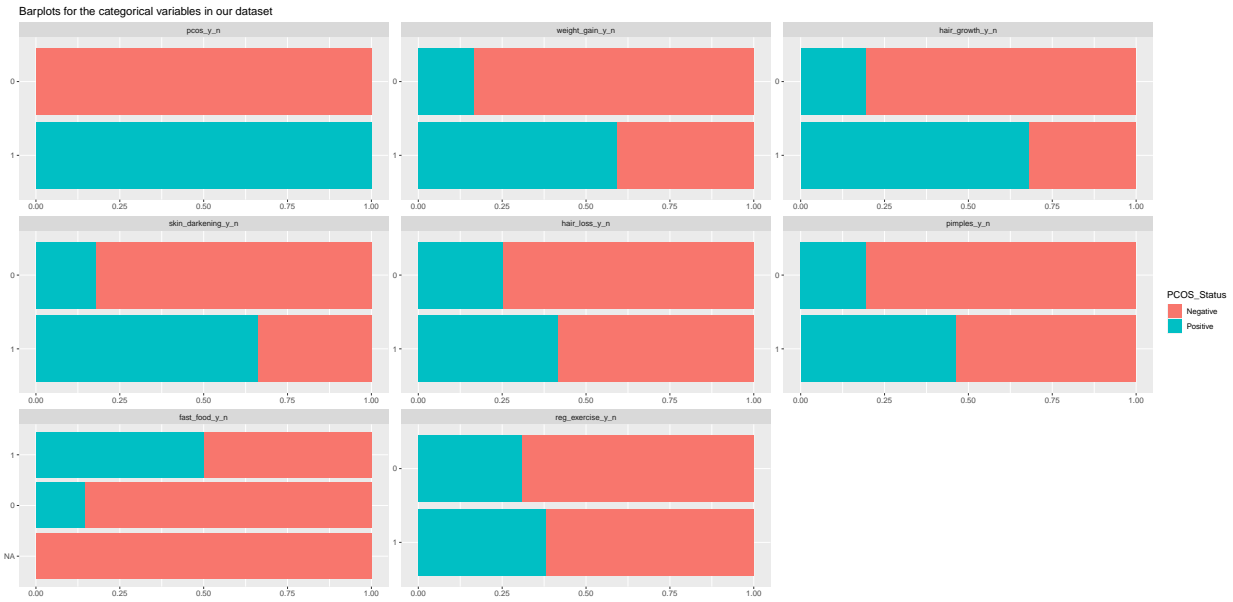 Barplots for the categorical variables in our dataset
pcos_y_n
weight_gain_y_n
hair_growth_y_n
0
1
0.00 0.25 0.50 0.75 1.00
0
1
0.00 0.25 0.50 0.75 1.00
0
1
0.00 0.25 0.50 0.75 1.00
skin_darkening_y_n
hair_loss_y_n
pimples_y_n
0
1
0.00 0.25 0.50 0.75 1.00
0
1
0.00 0.25 0.50 0.75 1.00
0
1
0.00 0.25 0.50 0.75 1.00
fast_food_y_n
reg_exercise_y_n
1
0
NA
0.00 0.25 0.50 0.75 1.00
0
1
0.00 0.25 0.50 0.75 1.00
PCOS_Status
Negative
Positive